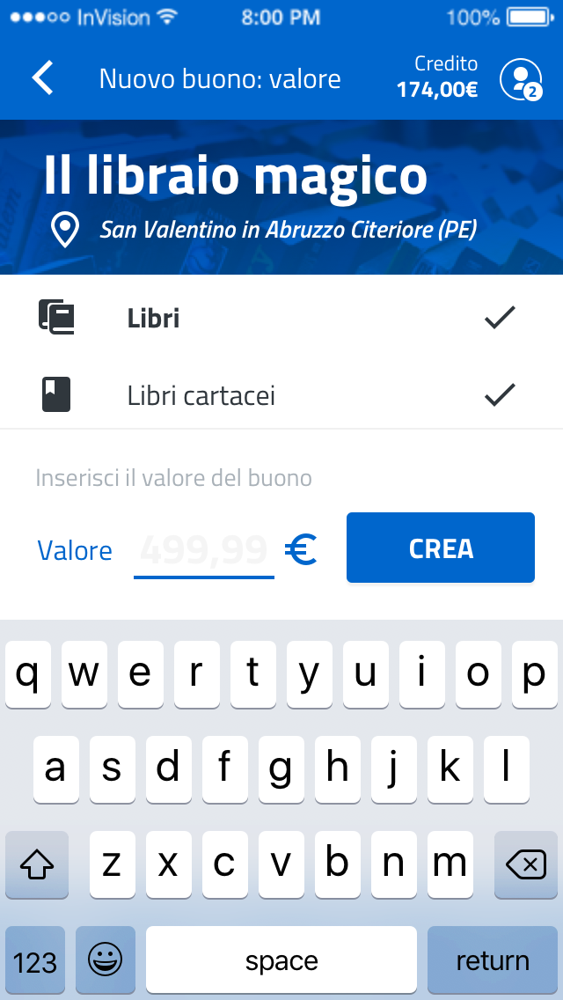 InVision 8:00 PM 100%
Nuovo buono: valore
Credito
174,00€
2
Il libraio magico
San Valentino in Abruzzo Citeriore (PE)
Libri
Libri cartacei
Inserisci il valore del buono
Valore 499,99 € CREA
q w e r t y u i o p
a s d f g h j k l
z x c v b n m
123 space return